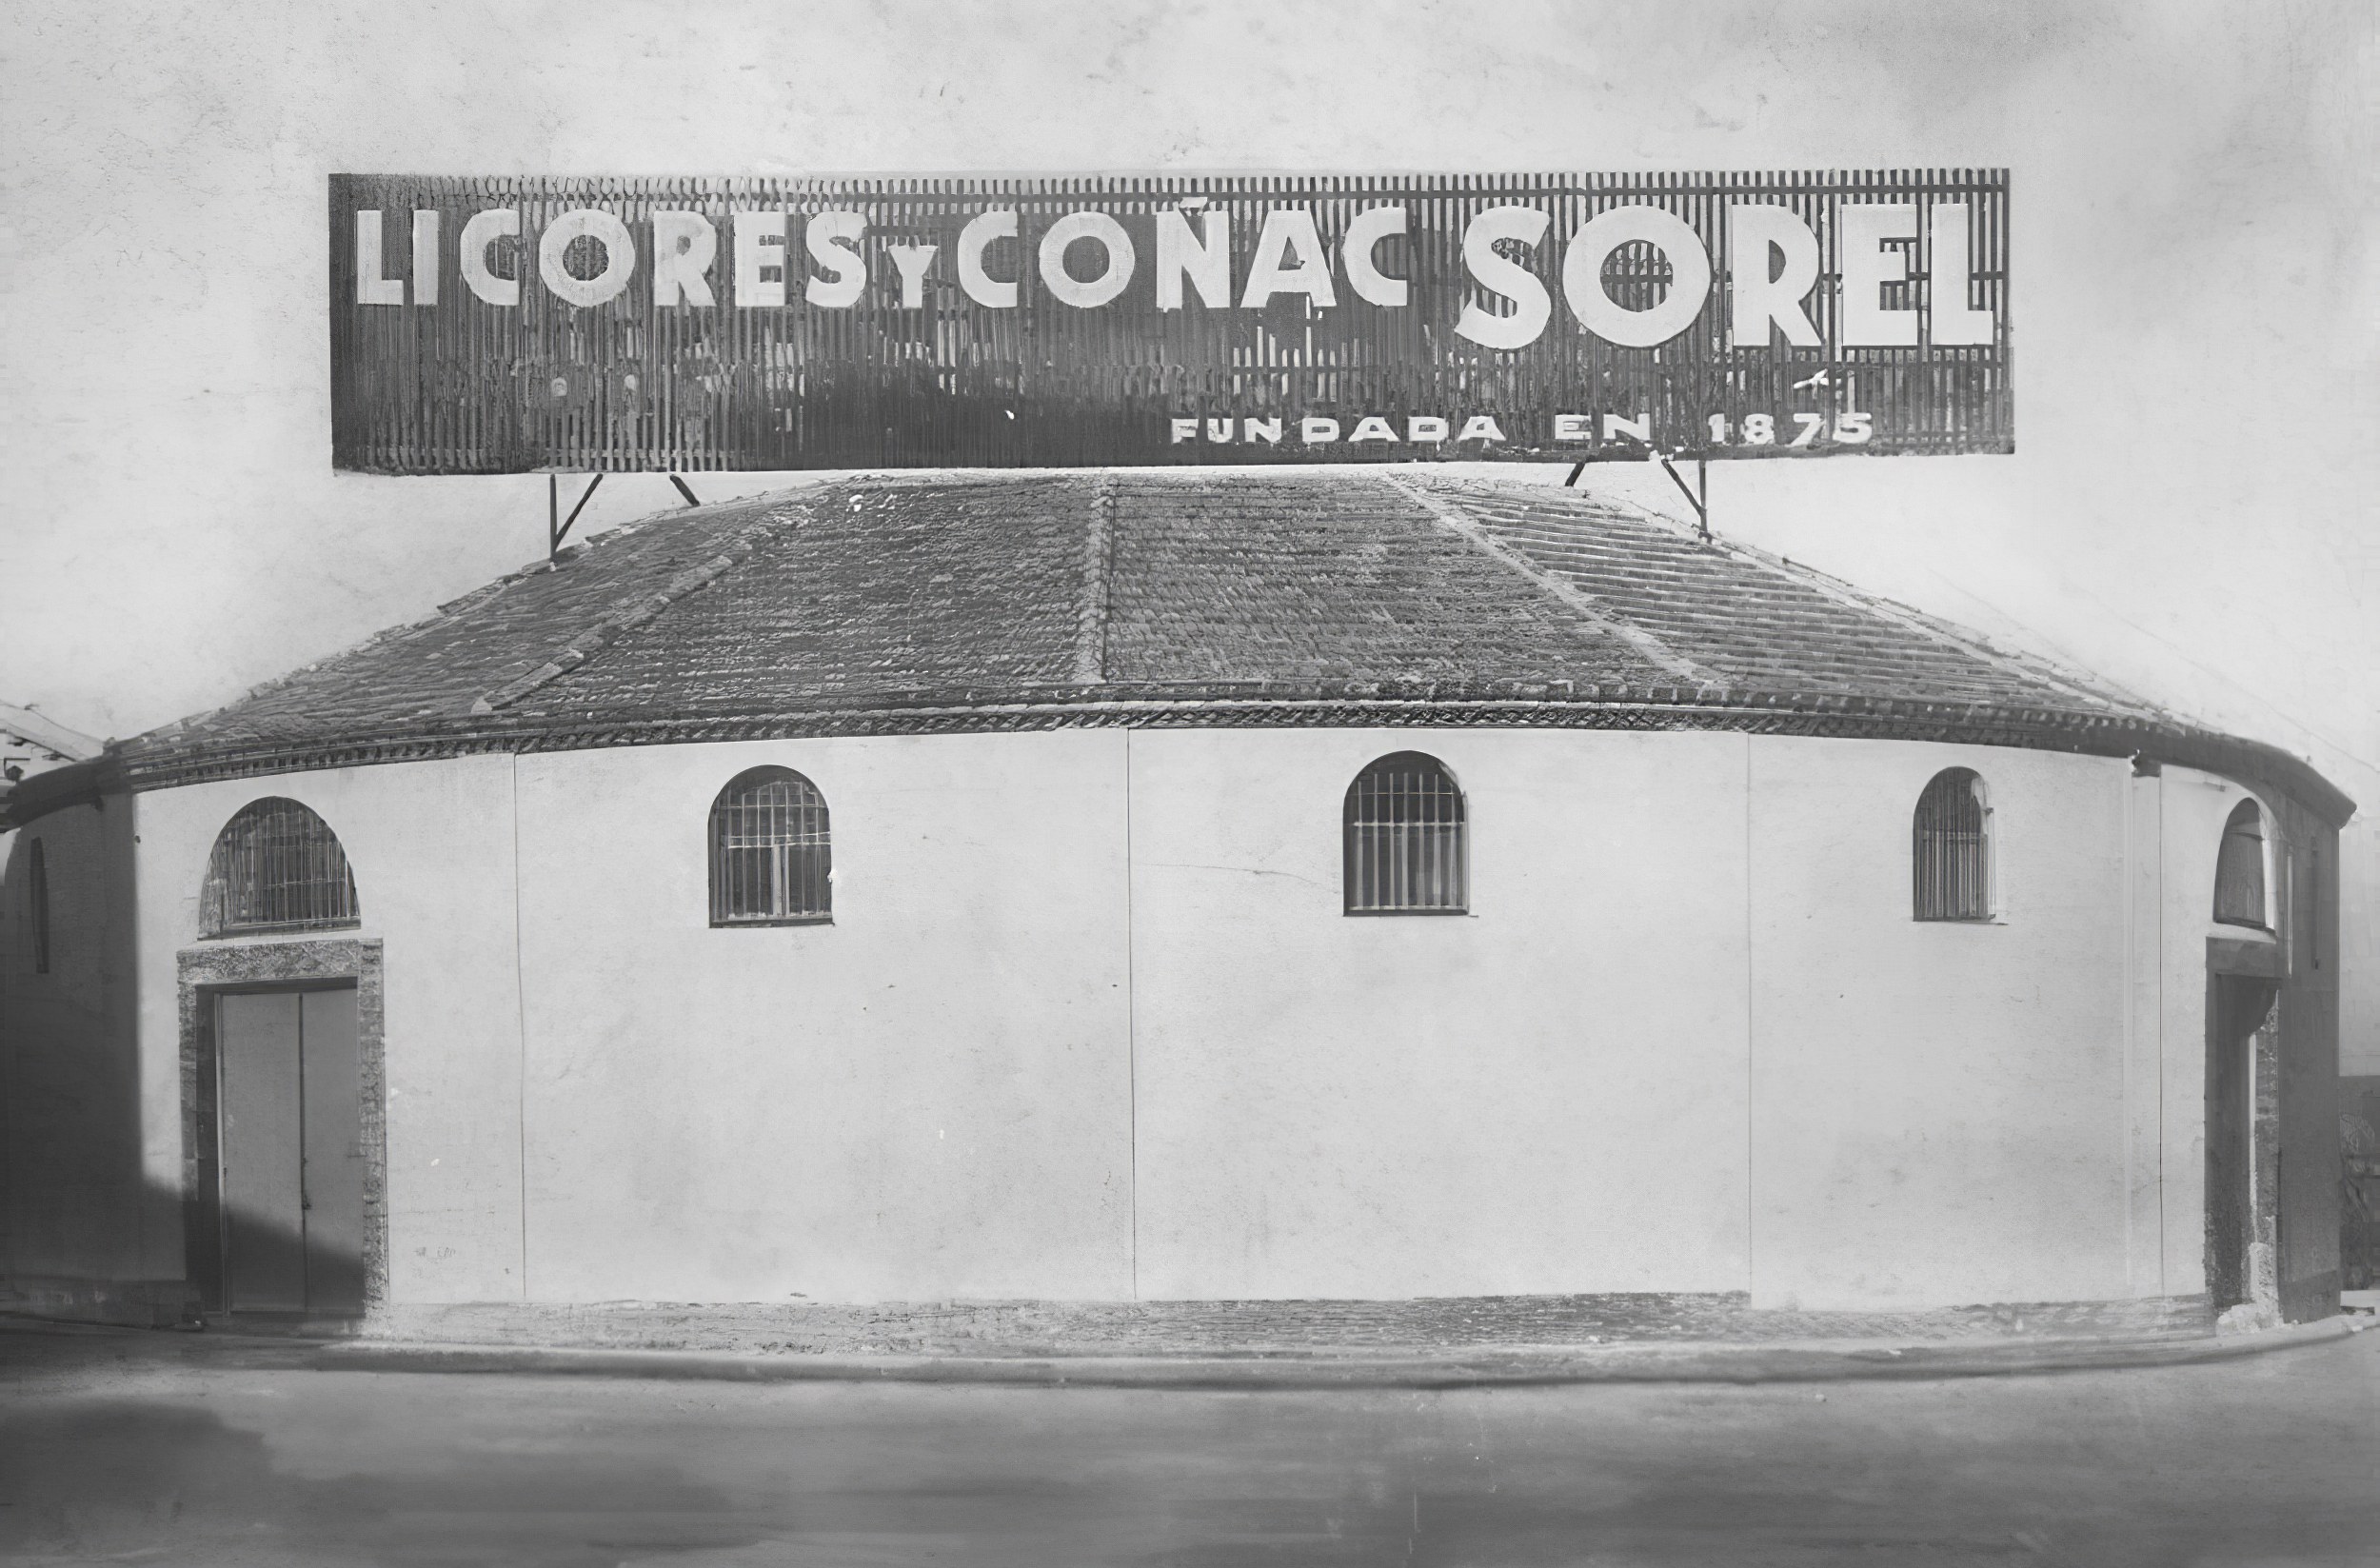 LICORES Y COÑAC SOREL
FUNDADA EN 1875